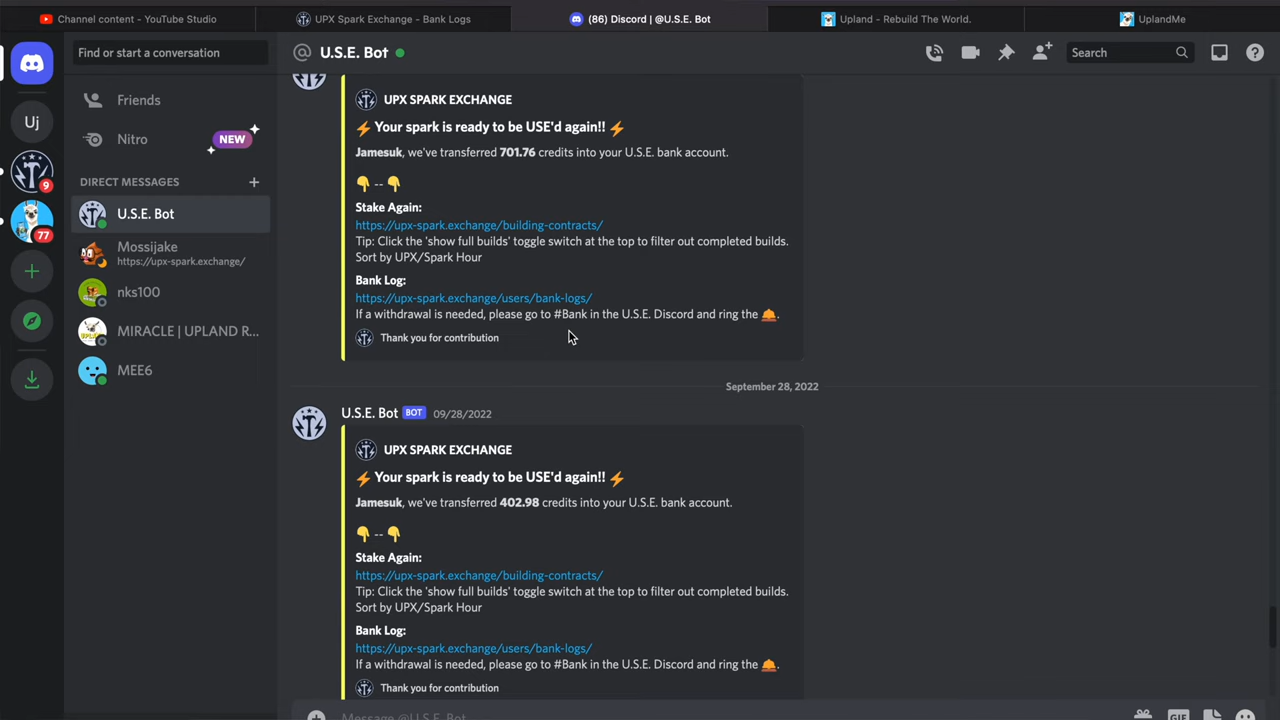 Channel content - YouTube Studio
UPX Spark Exchange - Bank Logs
(86) Discord | @U.S.E. Bot
Upland - Rebuild The World.
UplandMe
Find or start a conversation
U.S.E. Bot
Search
Friends
Nitro
NEW
Uj
DIRECT MESSAGES
U.S.E. Bot
Mossijake
https://upx-spark.exchange/
nks100
MIRACLE | UPLAND R...
MEE6
9
77
UPX SPARK EXCHANGE
⚡ Your spark is ready to be USE'd again!! ⚡
Jamesuk, we've transferred 701.76 credits into your U.S.E. bank account.
👇 -- 👇
Stake Again:
https://upx-spark.exchange/building-contracts/
Tip: Click the 'show full builds' toggle switch at the top to filter out completed builds.
Sort by UPX/Spark Hour
Bank Log:
https://upx-spark.exchange/users/bank-logs/
If a withdrawal is needed, please go to #Bank in the U.S.E. Discord and ring the 🛎.
Thank you for contribution
September 28, 2022
U.S.E. Bot BOT 09/28/2022
UPX SPARK EXCHANGE
⚡ Your spark is ready to be USE'd again!! ⚡
Jamesuk, we've transferred 402.98 credits into your U.S.E. bank account.
👇 -- 👇
Stake Again:
https://upx-spark.exchange/building-contracts/
Tip: Click the 'show full builds' toggle switch at the top to filter out completed builds.
Sort by UPX/Spark Hour
Bank Log:
https://upx-spark.exchange/users/bank-logs/
If a withdrawal is needed, please go to #Bank in the U.S.E. Discord and ring the 🛎.
Thank you for contribution
Message @U.S.E. Bot
GIF